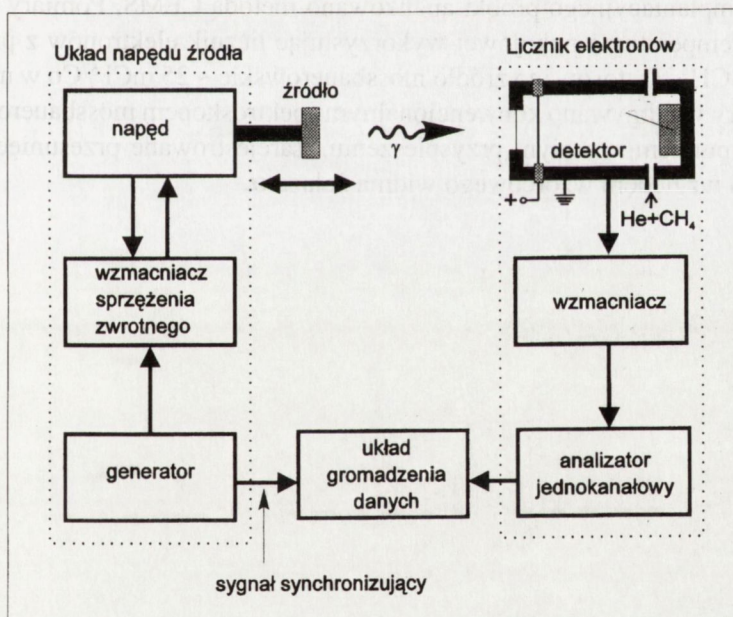 Układ napędu źródła
Licznik elektronów
napęd
źródło
γ
detektor
+
He+CH₄
wzmacniacz
sprzężenia
zwrotnego
wzmacniacz
generator
układ
gromadzenia
danych
analizator
jednokanałowy
sygnał synchronizujący